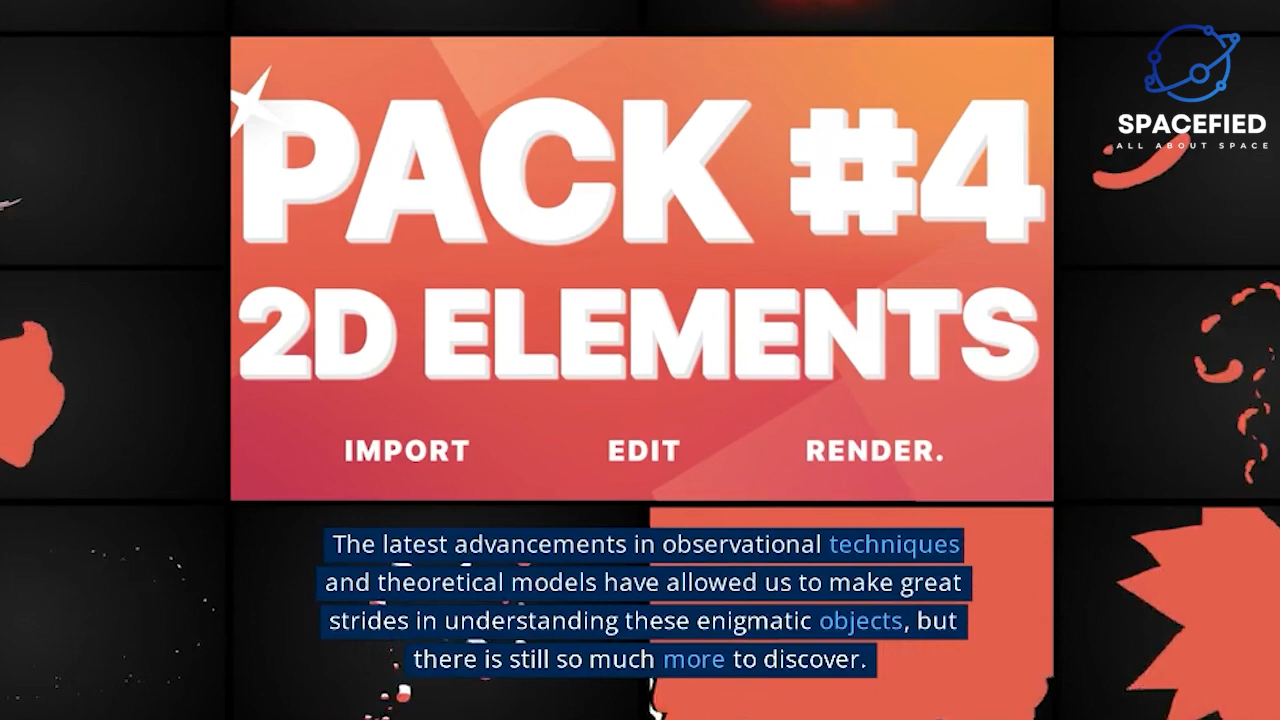 PACK #4
2D ELEMENTS
IMPORT EDIT RENDER.
SPACEFIED
ALL ABOUT SPACE
The latest advancements in observational techniques
and theoretical models have allowed us to make great
strides in understanding these enigmatic objects, but
there is still so much more to discover.